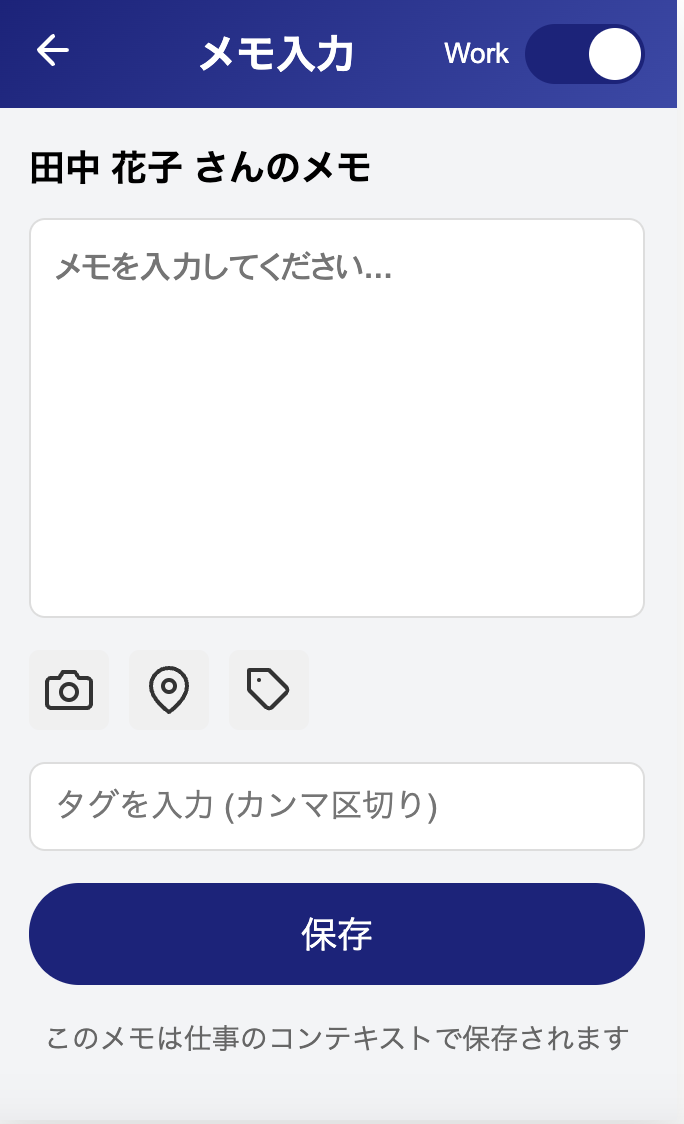 メモ入力
Work
田中 花子 さんのメモ
メモを入力してください...
タグを入力 (カンマ区切り)
保存
このメモは仕事のコンテキストで保存されます